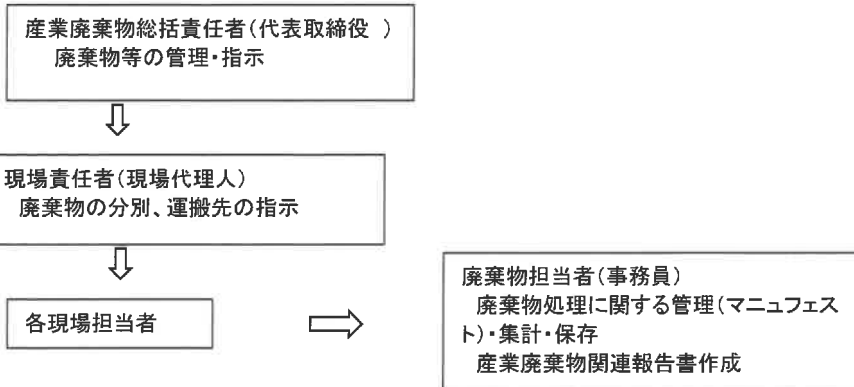 産業廃棄物総括責任者(代表取締役　)
廃棄物等の管理・指示
現場責任者(現場代理人)
廃棄物の分別、運搬先の指示
各現場担当者
廃棄物担当者(事務員)
廃棄物処理に関する管理(マニュフェス
ト)・集計・保存
産業廃棄物関連報告書作成